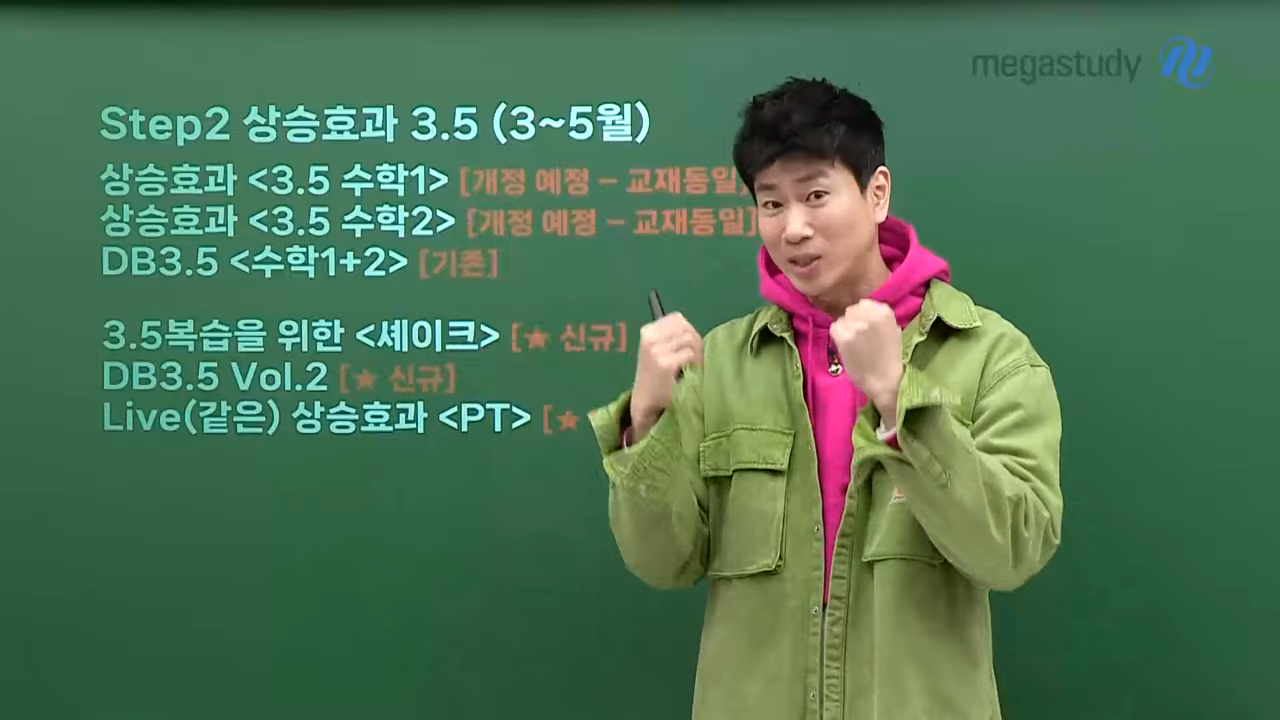 megastudy
Step2 상승효과 3.5 (3~5월)
상승효과 <3.5 수학1> [개정 예정 – 교재동일]
상승효과 <3.5 수학2> [개정 예정 – 교재동일]
DB3.5 <수학1+2> [기존]
3.5복습을 위한 <셰이크> [★ 신규]
DB3.5 Vol.2 [★ 신규]
Live(같은) 상승효과 <PT> [★